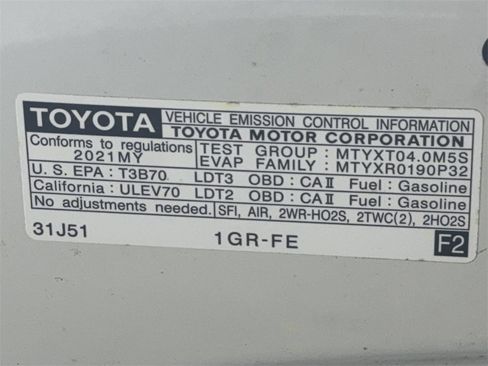 TOYOTA VEHICLE EMISSION CONTROL INFORMATION
TOYOTA MOTOR CORPORATION
Conforms to regulations
2021MY
TEST GROUP : MTYXT04.0M5S
EVAP FAMILY : MTYXR0190P32
U.S. EPA : T3B70 LDT3 OBD : CAⅡ Fuel : Gasoline
California : ULEV70 LDT2 OBD : CAⅡ Fuel : Gasoline
No adjustments needed. SFI, AIR, 2WR-HO2S, 2TWC(2), 2HO2S
31J51 1GR-FE F2